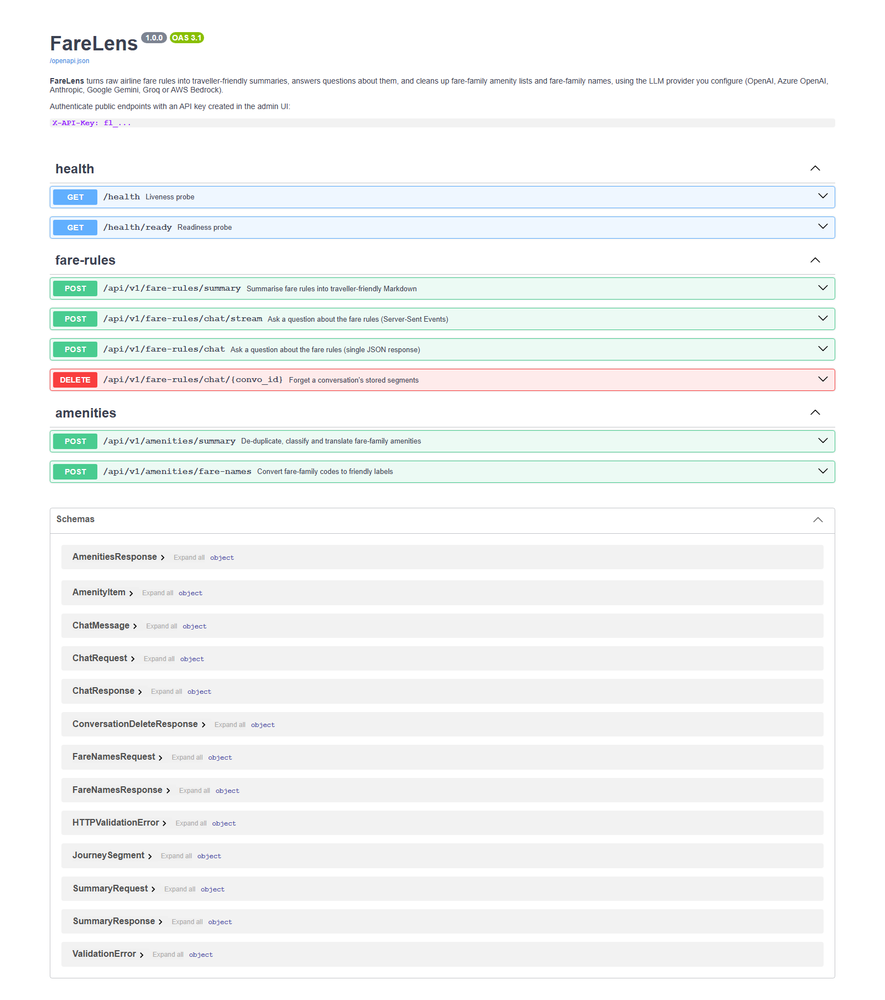 FareLens 1.0.0 OAS 3.1
/openapi.json
FareLens turns raw airline fare rules into traveller-friendly summaries, answers questions about them, and cleans up fare-family amenity lists and fare-family names, using the LLM provider you configure (OpenAI, Azure OpenAI,
Anthropic, Google Gemini, Groq or AWS Bedrock).
Authenticate public endpoints with an API key created in the admin UI:
X-API-Key: fl_...
health
GET /health Liveness probe
GET /health/ready Readiness probe
fare-rules
POST /api/v1/fare-rules/summary Summarise fare rules into traveller-friendly Markdown
POST /api/v1/fare-rules/chat/stream Ask a question about the fare rules (Server-Sent Events)
POST /api/v1/fare-rules/chat Ask a question about the fare rules (single JSON response)
DELETE /api/v1/fare-rules/chat/{convo_id} Forget a conversation's stored segments
amenities
POST /api/v1/amenities/summary De-duplicate, classify and translate fare-family amenities
POST /api/v1/amenities/fare-names Convert fare-family codes to friendly labels
Schemas
AmenitiesResponse Expand all object
AmenityItem Expand all object
ChatMessage Expand all object
ChatRequest Expand all object
ChatResponse Expand all object
ConversationDeleteResponse Expand all object
FareNamesRequest Expand all object
FareNamesResponse Expand all object
HTTPValidationError Expand all object
JourneySegment Expand all object
SummaryRequest Expand all object
SummaryResponse Expand all object
ValidationError Expand all object